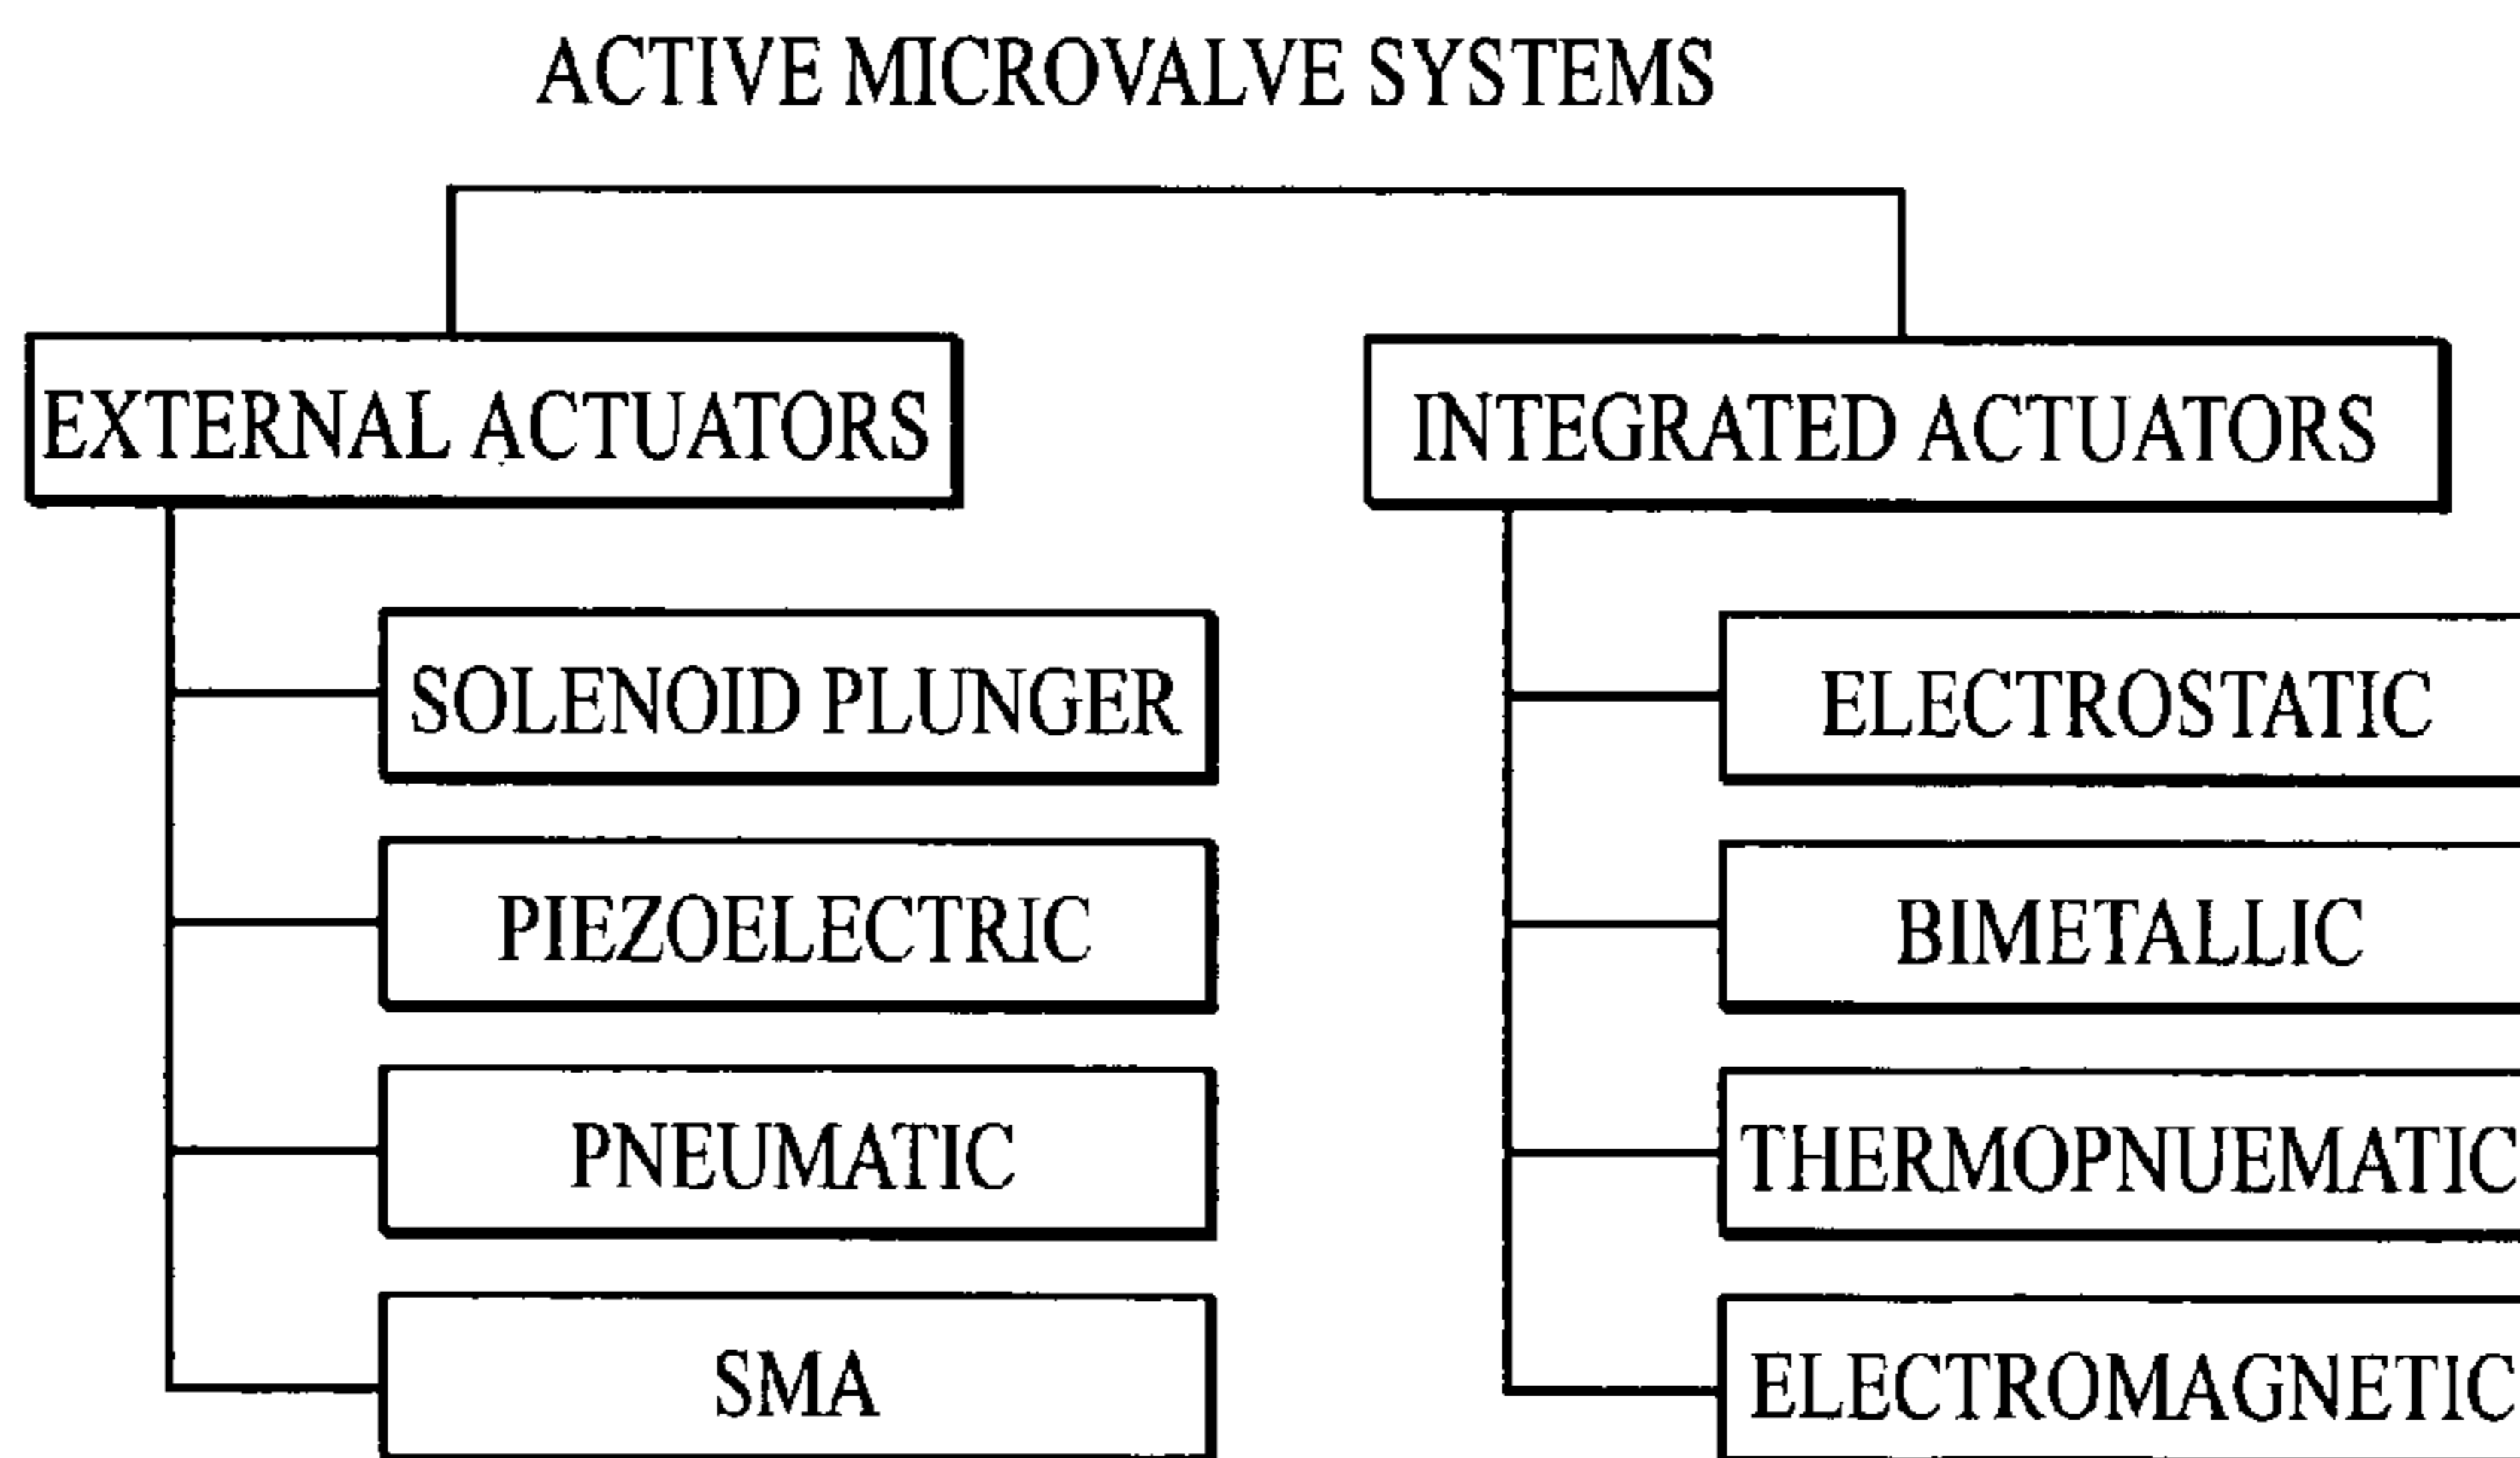 ACTIVE MICROVALVE SYSTEMS
EXTERNAL ACTUATORS
SOLENOID PLUNGER
PIEZOELECTRIC
PNEUMATIC
SMA
INTEGRATED ACTUATORS
ELECTROSTATIC
BIMETALLIC
THERMOPNUEMATIC
ELECTROMAGNETIC